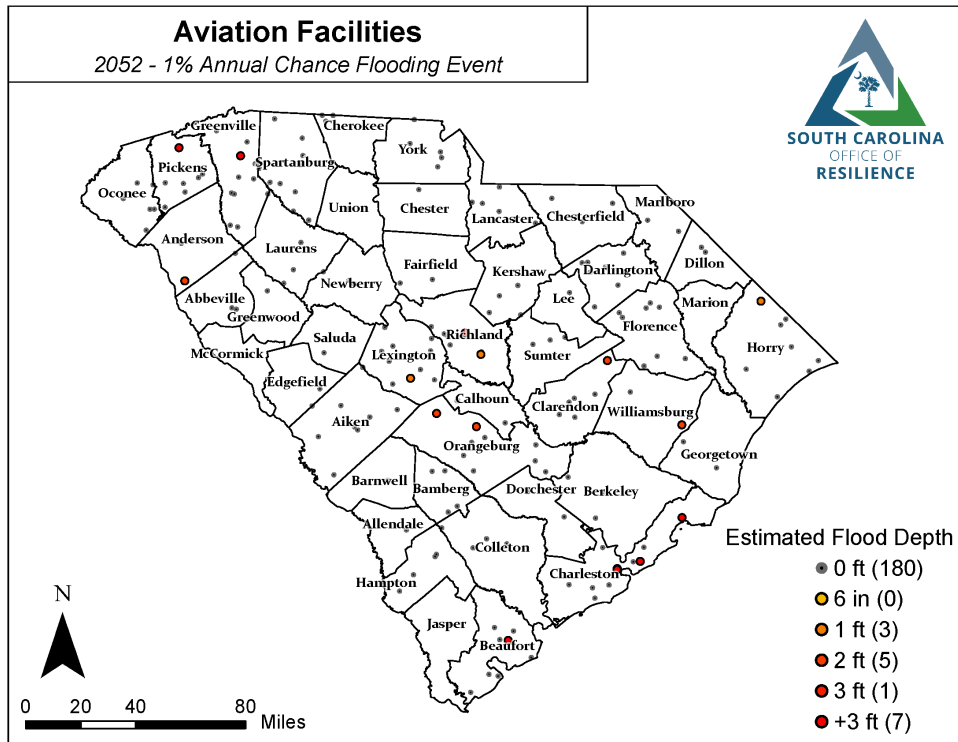 Aviation Facilities
2052 - 1% Annual Chance Flooding Event
SOUTH CAROLINA
OFFICE OF
RESILIENCE
Greenville
Cherokee
York
Pickens
Spartanburg
Oconee
Union
Chester
Lancaster
Chesterfield
Marlboro
Anderson
Laurens
Fairfield
Kershaw
Darlington
Dillon
Newberry
Lee
Abbeville
Greenwood
Marion
Florence
Richland
Saluda
McCormick
Lexington
Sumter
Horry
Edgefield
Calhoun
Clarendon
Williamsburg
Aiken
Orangeburg
Georgetown
Barnwell
Bamberg
Dorchester
Berkeley
Allendale
Colleton
Charleston
Hampton
Jasper
Beaufort
Estimated Flood Depth
0 ft (180)
6 in (0)
1 ft (3)
2 ft (5)
3 ft (1)
+3 ft (7)
N
0 20 40 80
Miles